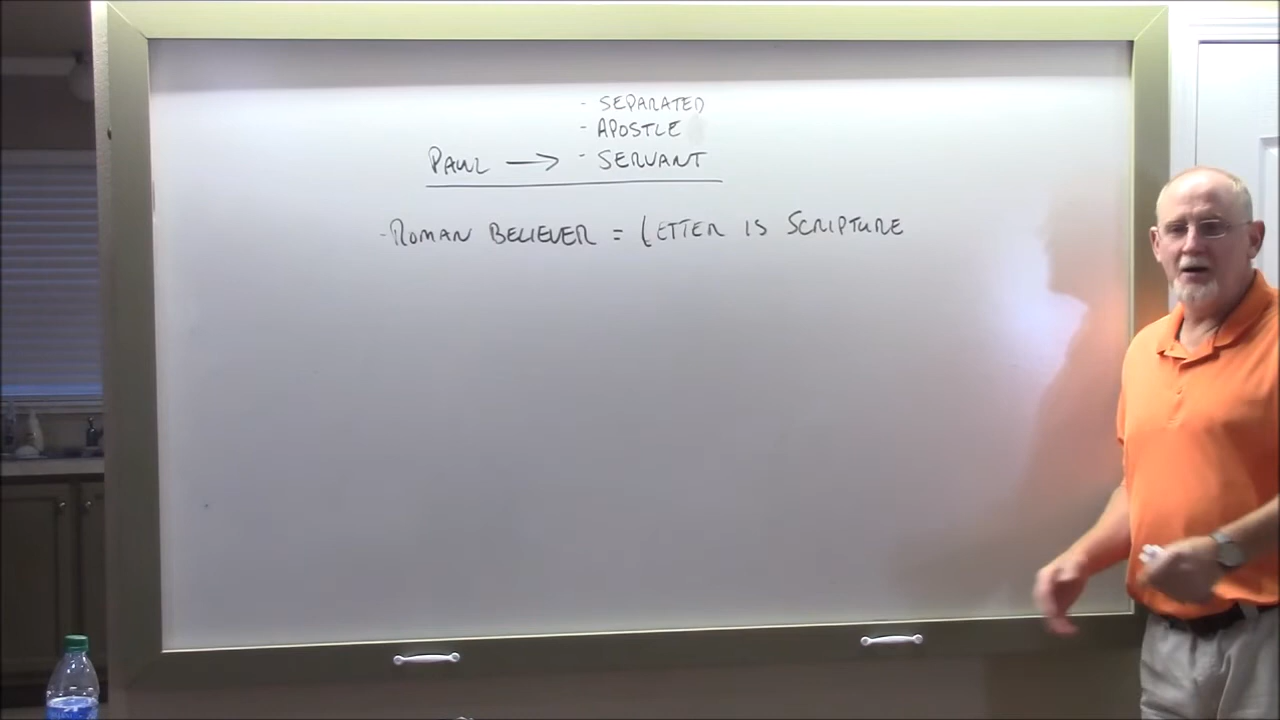 - SEPARATED
- APOSTLE
PAUL → - SERVANT
-ROMAN BELIEVER = LETTER IS SCRIPTURE